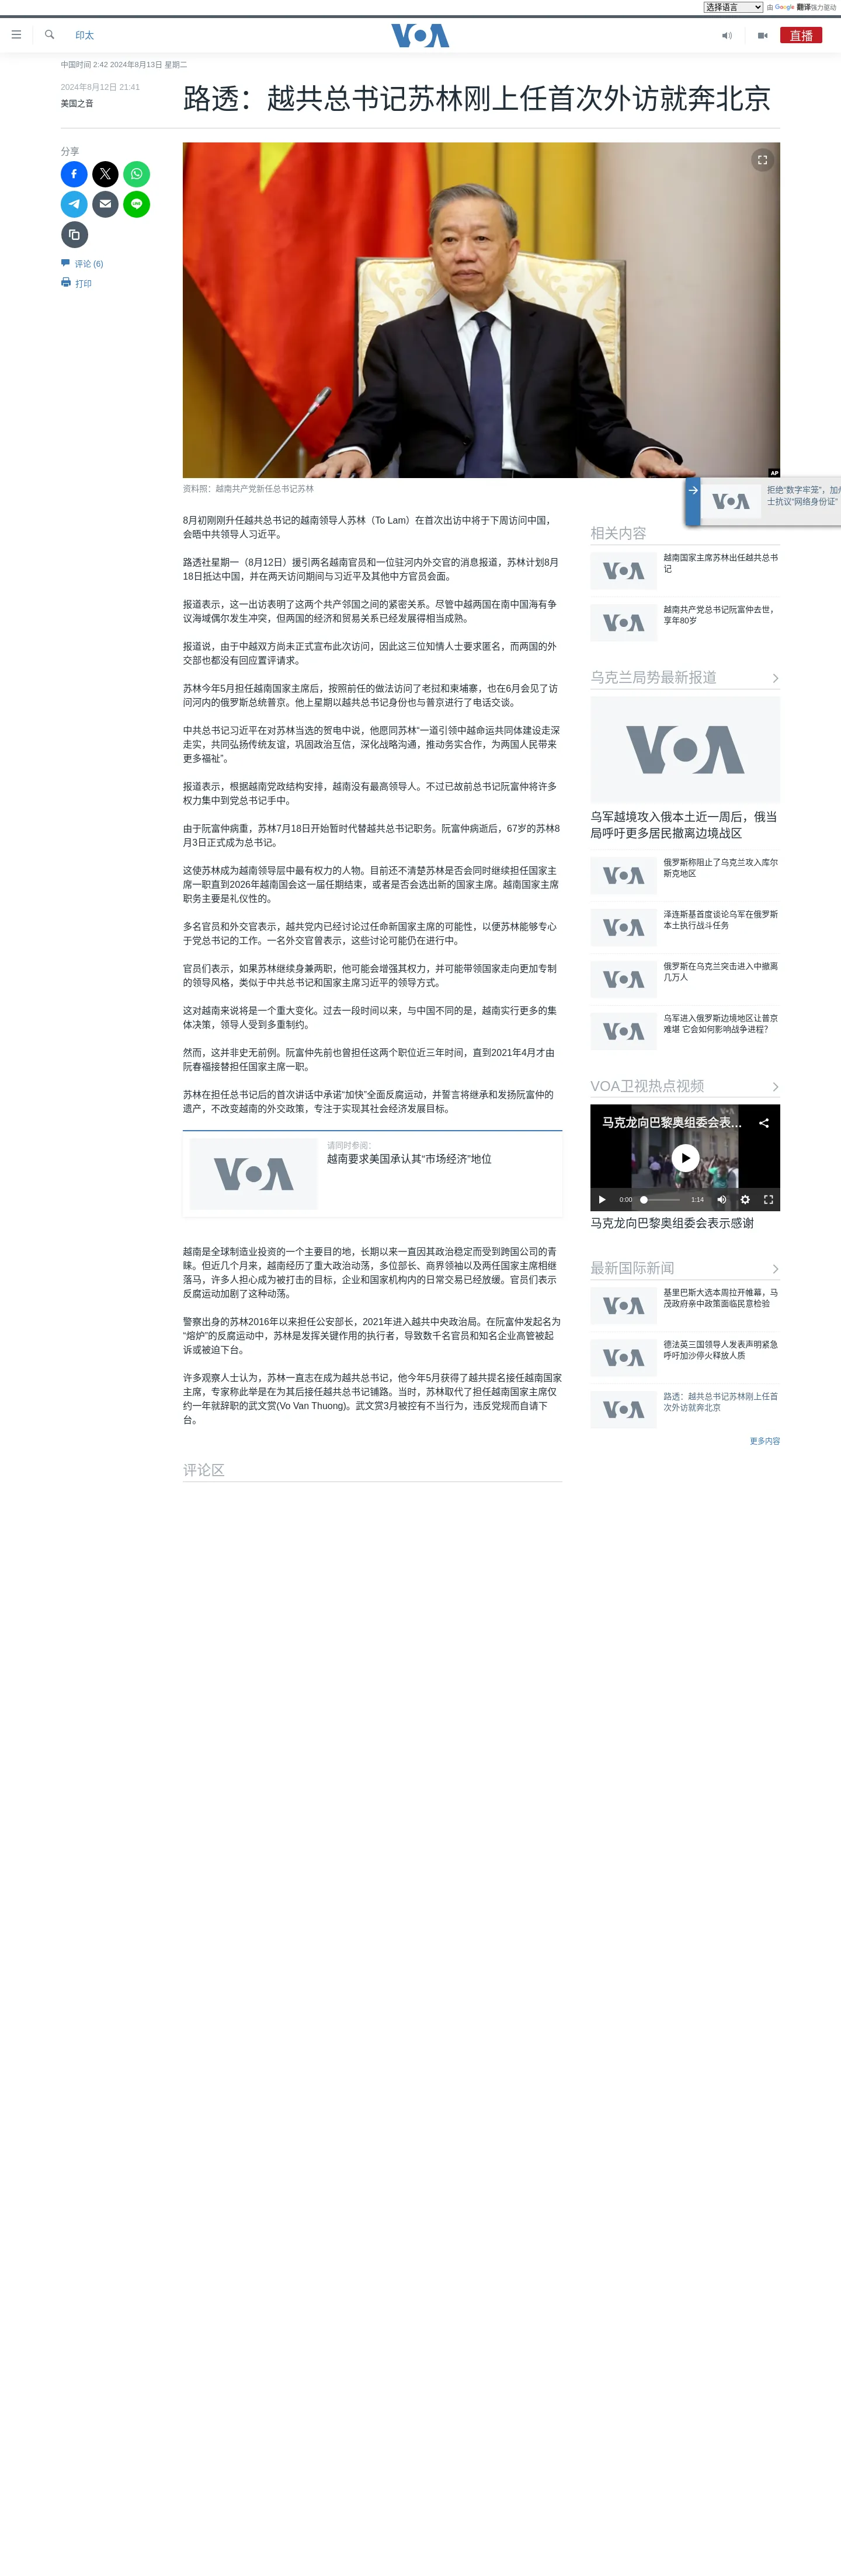 选择语言 由 Google 翻译强力驱动
印太
VOA
直播
中国时间 2:42 2024年8月13日 星期二
2024年8月12日 21:41
美国之音
路透：越共总书记苏林刚上任首次外访就奔北京
分享
评论 (6)
打印
AP
资料照：越南共产党新任总书记苏林
8月初刚刚升任越共总书记的越南领导人苏林（To Lam）在首次出访中将于下周访问中国，
会晤中共领导人习近平。
路透社星期一（8月12日）援引两名越南官员和一位驻河内外交官的消息报道，苏林计划8月
18日抵达中国，并在两天访问期间与习近平及其他中方官员会面。
报道表示，这一出访表明了这两个共产邻国之间的紧密关系。尽管中越两国在南中国海有争
议海域偶尔发生冲突，但两国的经济和贸易关系已经发展得相当成熟。
报道说，由于中越双方尚未正式宣布此次访问，因此这三位知情人士要求匿名，而两国的外
交部也都没有回应置评请求。
苏林今年5月担任越南国家主席后，按照前任的做法访问了老挝和柬埔寨，也在6月会见了访
问河内的俄罗斯总统普京。他上星期以越共总书记身份也与普京进行了电话交谈。
中共总书记习近平在对苏林当选的贺电中说，他愿同苏林“一道引领中越命运共同体建设走深
走实，共同弘扬传统友谊，巩固政治互信，深化战略沟通，推动务实合作，为两国人民带来
更多福祉”。
报道表示，根据越南党政结构安排，越南没有最高领导人。不过已故前总书记阮富仲将许多
权力集中到党总书记手中。
由于阮富仲病重，苏林7月18日开始暂时代替越共总书记职务。阮富仲病逝后，67岁的苏林8
月3日正式成为总书记。
这使苏林成为越南领导层中最有权力的人物。目前还不清楚苏林是否会同时继续担任国家主
席一职直到2026年越南国会这一届任期结束，或者是否会选出新的国家主席。越南国家主席
职务主要是礼仪性的。
多名官员和外交官表示，越共党内已经讨论过任命新国家主席的可能性，以便苏林能够专心
于党总书记的工作。一名外交官曾表示，这些讨论可能仍在进行中。
官员们表示，如果苏林继续身兼两职，他可能会增强其权力，并可能带领国家走向更加专制
的领导风格，类似于中共总书记和国家主席习近平的领导方式。
这对越南来说将是一个重大变化。过去一段时间以来，与中国不同的是，越南实行更多的集
体决策，领导人受到多重制约。
然而，这并非史无前例。阮富仲先前也曾担任这两个职位近三年时间，直到2021年4月才由
阮春福接替担任国家主席一职。
苏林在担任总书记后的首次讲话中承诺“加快”全面反腐运动，并誓言将继承和发扬阮富仲的
遗产，不改变越南的外交政策，专注于实现其社会经济发展目标。
VOA
请同时参阅：
越南要求美国承认其“市场经济”地位
越南是全球制造业投资的一个主要目的地，长期以来一直因其政治稳定而受到跨国公司的青
睐。但近几个月来，越南经历了重大政治动荡，多位部长、商界领袖以及两任国家主席相继
落马，许多人担心成为被打击的目标，企业和国家机构内的日常交易已经放缓。官员们表示
反腐运动加剧了这种动荡。
警察出身的苏林2016年以来担任公安部长，2021年进入越共中央政治局。在阮富仲发起名为
“熔炉”的反腐运动中，苏林是发挥关键作用的执行者，导致数千名官员和知名企业高管被起
诉或被迫下台。
许多观察人士认为，苏林一直志在成为越共总书记，他今年5月获得了越共提名接任越南国家
主席，专家称此举是在为其后接任越共总书记铺路。当时，苏林取代了担任越南国家主席仅
约一年就辞职的武文赏(Vo Van Thuong)。武文赏3月被控有不当行为，违反党规而自请下
台。
评论区
VOA
拒绝“数字牢笼”，加
士抗议“网络身份证”
相关内容
VOA
越南国家主席苏林出任越共总书
记
VOA
越南共产党总书记阮富仲去世，
享年80岁
乌克兰局势最新报道
VOA
乌军越境攻入俄本土近一周后，俄当
局呼吁更多居民撤离边境战区
VOA
俄罗斯称阻止了乌克兰攻入库尔
斯克地区
VOA
泽连斯基首度谈论乌军在俄罗斯
本土执行战斗任务
VOA
俄罗斯在乌克兰突击进入中撤离
几万人
VOA
乌军进入俄罗斯边境地区让普京
难堪 它会如何影响战争进程？
VOA卫视热点视频
马克龙向巴黎奥组委会表...
0:00 1:14
马克龙向巴黎奥组委会表示感谢
最新国际新闻
VOA
基里巴斯大选本周拉开帷幕，马
茂政府亲中政策面临民意检验
VOA
德法英三国领导人发表声明紧急
呼吁加沙停火释放人质
VOA
路透：越共总书记苏林刚上任首
次外访就奔北京
更多内容